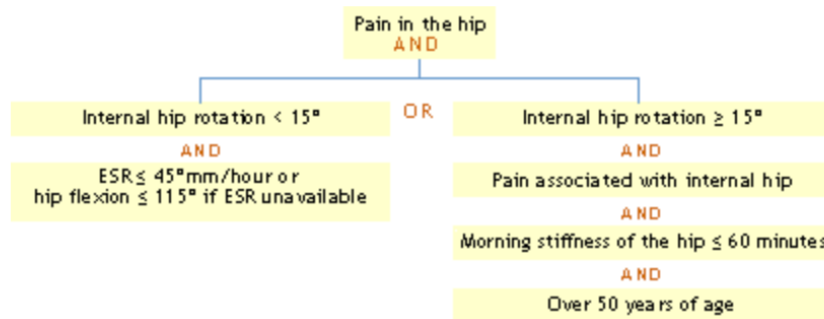 Pain in the hip
AND
Internal hip rotation < 15°
AND
ESR ≤ 45°mm/hour or
hip flexion ≤ 115° if ESR unavailable
OR
Internal hip rotation ≥ 15°
AND
Pain associated with internal hip
AND
Morning stiffness of the hip ≤ 60 minutes
AND
Over 50 years of age